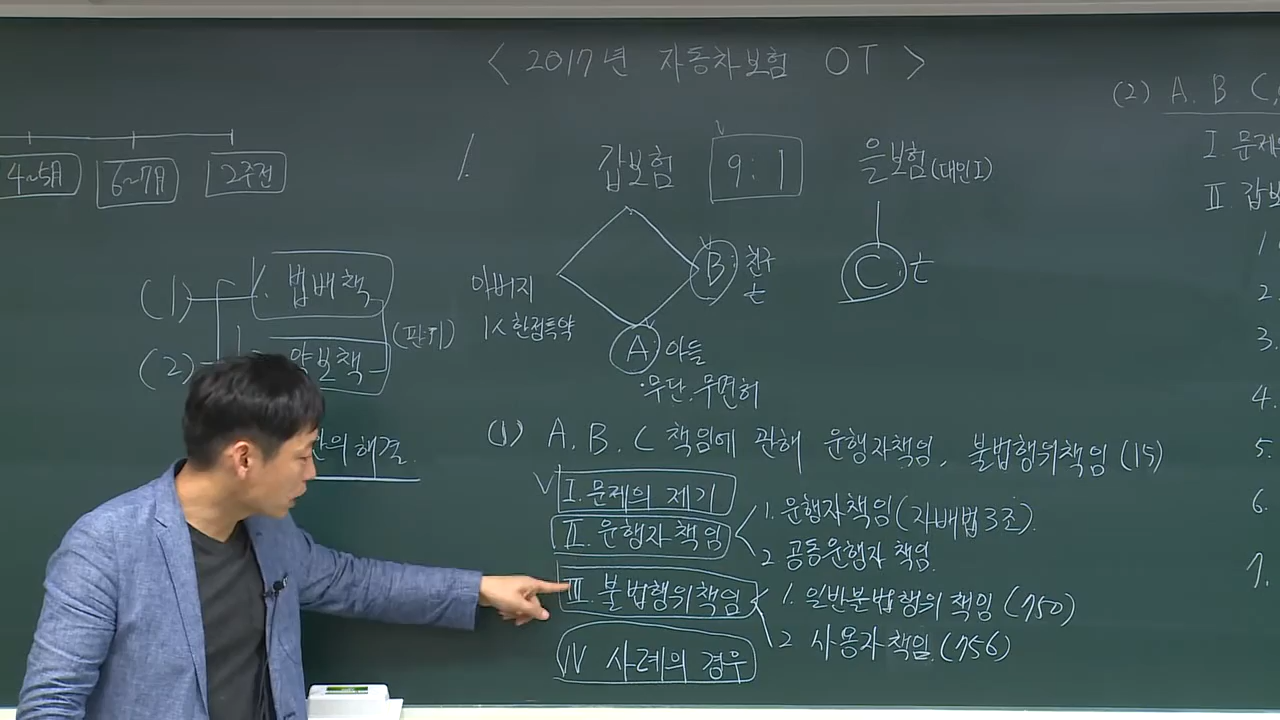 < 2017년 자동차보험 OT >
4~5月 6~7月 2주전
(1) 법배책
(2) 약보책
(판귀)
의 해결
1.
갑보험 9:1 을보험(대인I)
아버지
1人한정특약
B 친구
t
C t
A 아들
·무단.무면허
(1) A.B.C 책임에 관해 운행자책임, 불법행위책임 (15)
I.문제의 제기
II.운행자책임
1.운행자책임(자배법3조).
2 공동운행자 책임.
III.불법행위책임
1.일반불법행의 책임 (750)
2 사용자책임.(756)
IV 사례의 경우
(2) A.B C
I.문제
II.갑보
1.
2.
3.
4.
5.
6.
7.